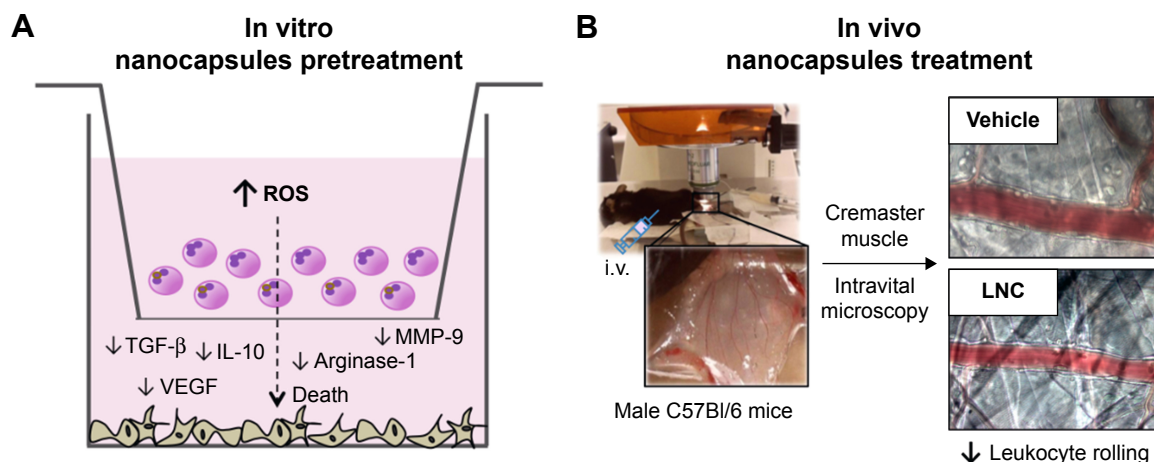 A
In vitro
nanocapsules pretreatment
↑ ROS
↓ TGF-β
↓ IL-10
↓ MMP-9
↓ Arginase-1
↓ VEGF
Death
B
In vivo
nanocapsules treatment
i.v.
Male C57Bl/6 mice
Cremaster
muscle
Intravital
microscopy
Vehicle
LNC
↓ Leukocyte rolling